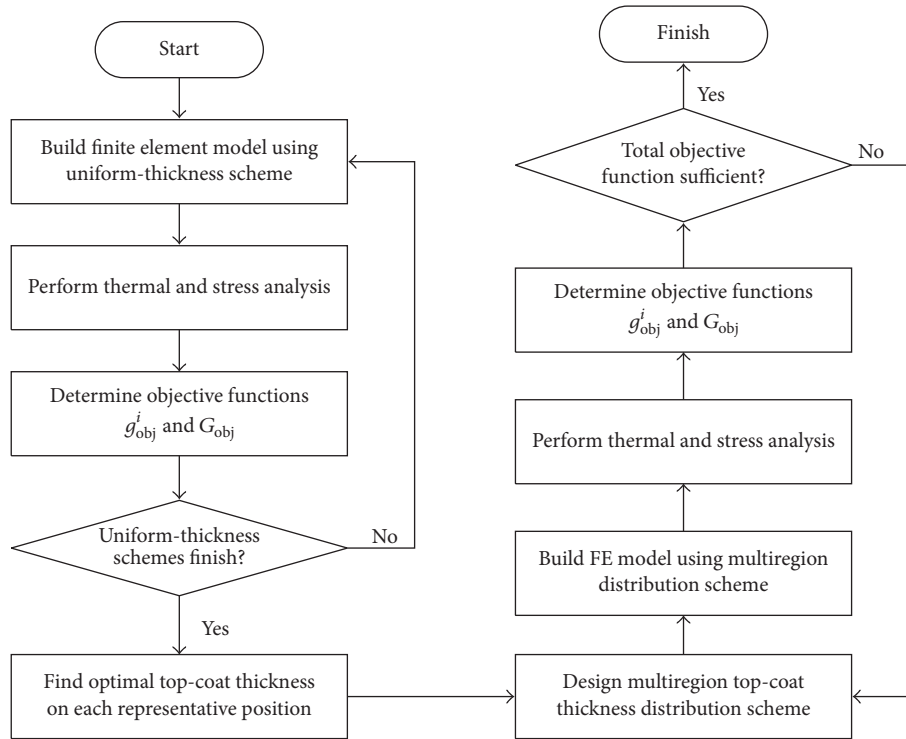 Start
Build finite element model using
uniform-thickness scheme
Perform thermal and stress analysis
Determine objective functions
g^i_obj and G_obj
Uniform-thickness
schemes finish?
No
Yes
Find optimal top-coat thickness
on each representative position
Finish
Yes
Total objective
function sufficient?
No
Determine objective functions
g^i_obj and G_obj
Perform thermal and stress analysis
Build FE model using multiregion
distribution scheme
Design multiregion top-coat
thickness distribution scheme